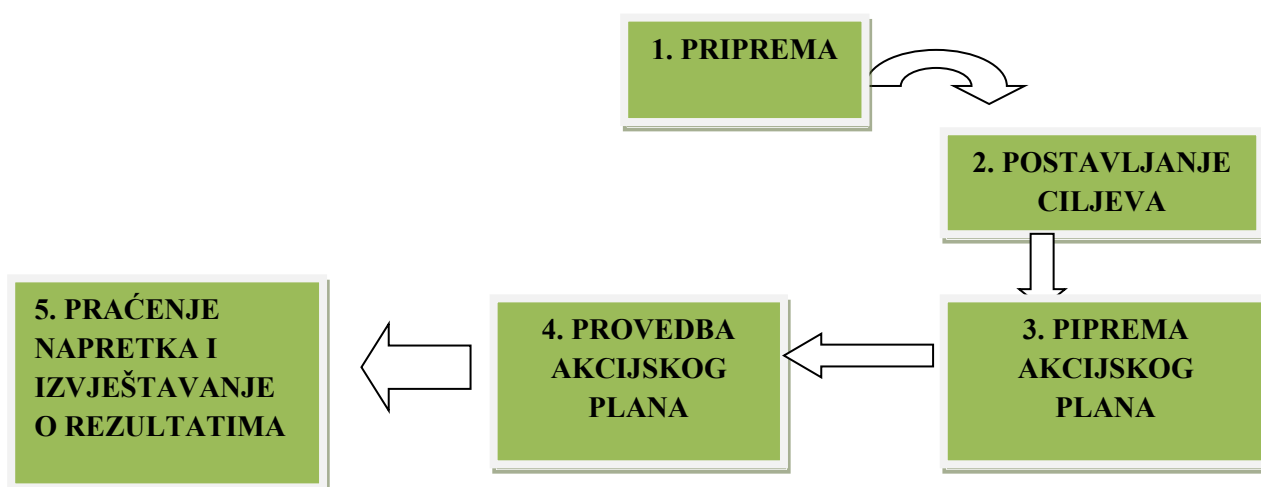 1. PRIPREMA
2. POSTAVLJANJE
CILJEVA
3. PIPREMA
AKCIJSKOG
PLANA
4. PROVEDBA
AKCIJSKOG
PLANA
5. PRAĆENJE
NAPRETKA I
IZVJEŠTAVANJE
O REZULTATIMA